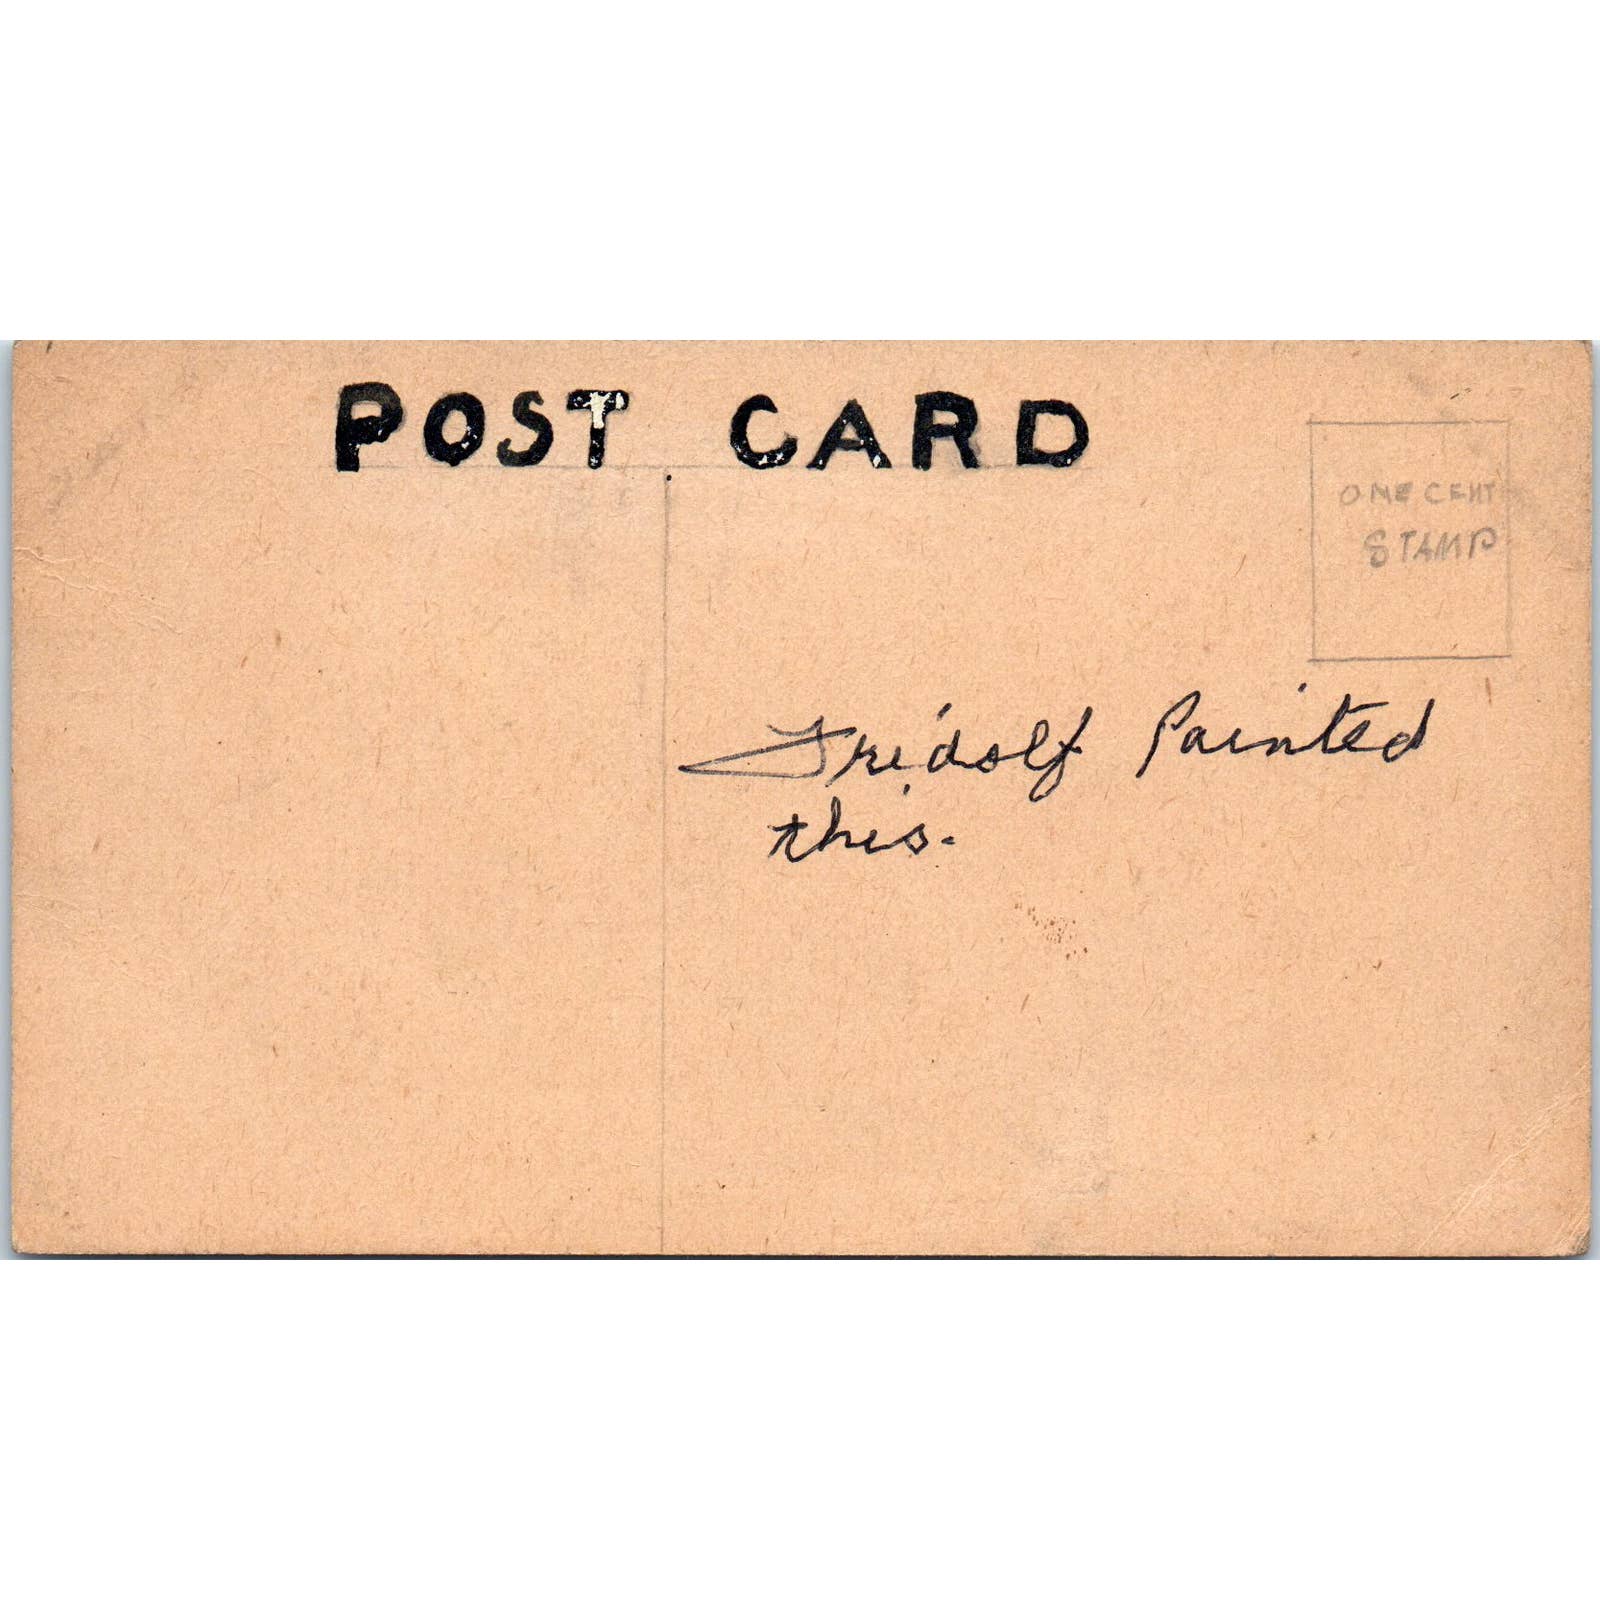 POST CARD
ONE CENT
STAMP
Fridolf Painted
this.